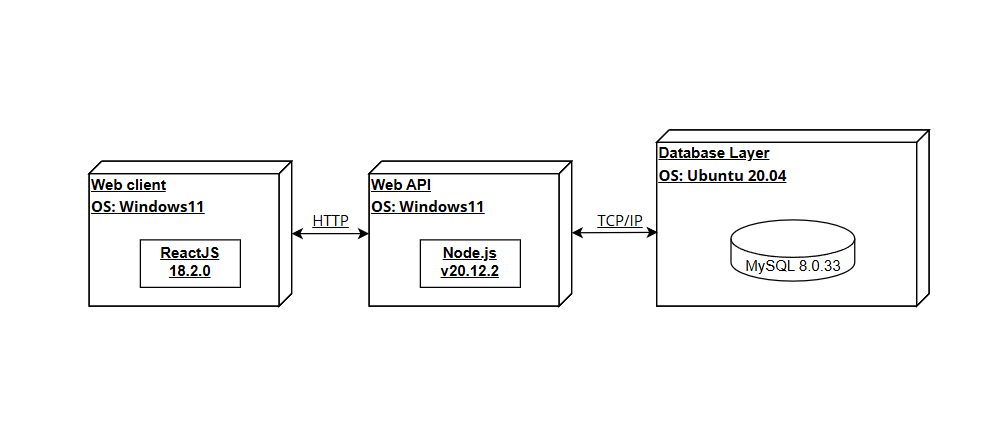 Web client
OS: Windows11
ReactJS
18.2.0
HTTP
Web API
OS: Windows11
Node.js
v20.12.2
TCP/IP
Database Layer
OS: Ubuntu 20.04
MySQL 8.0.33